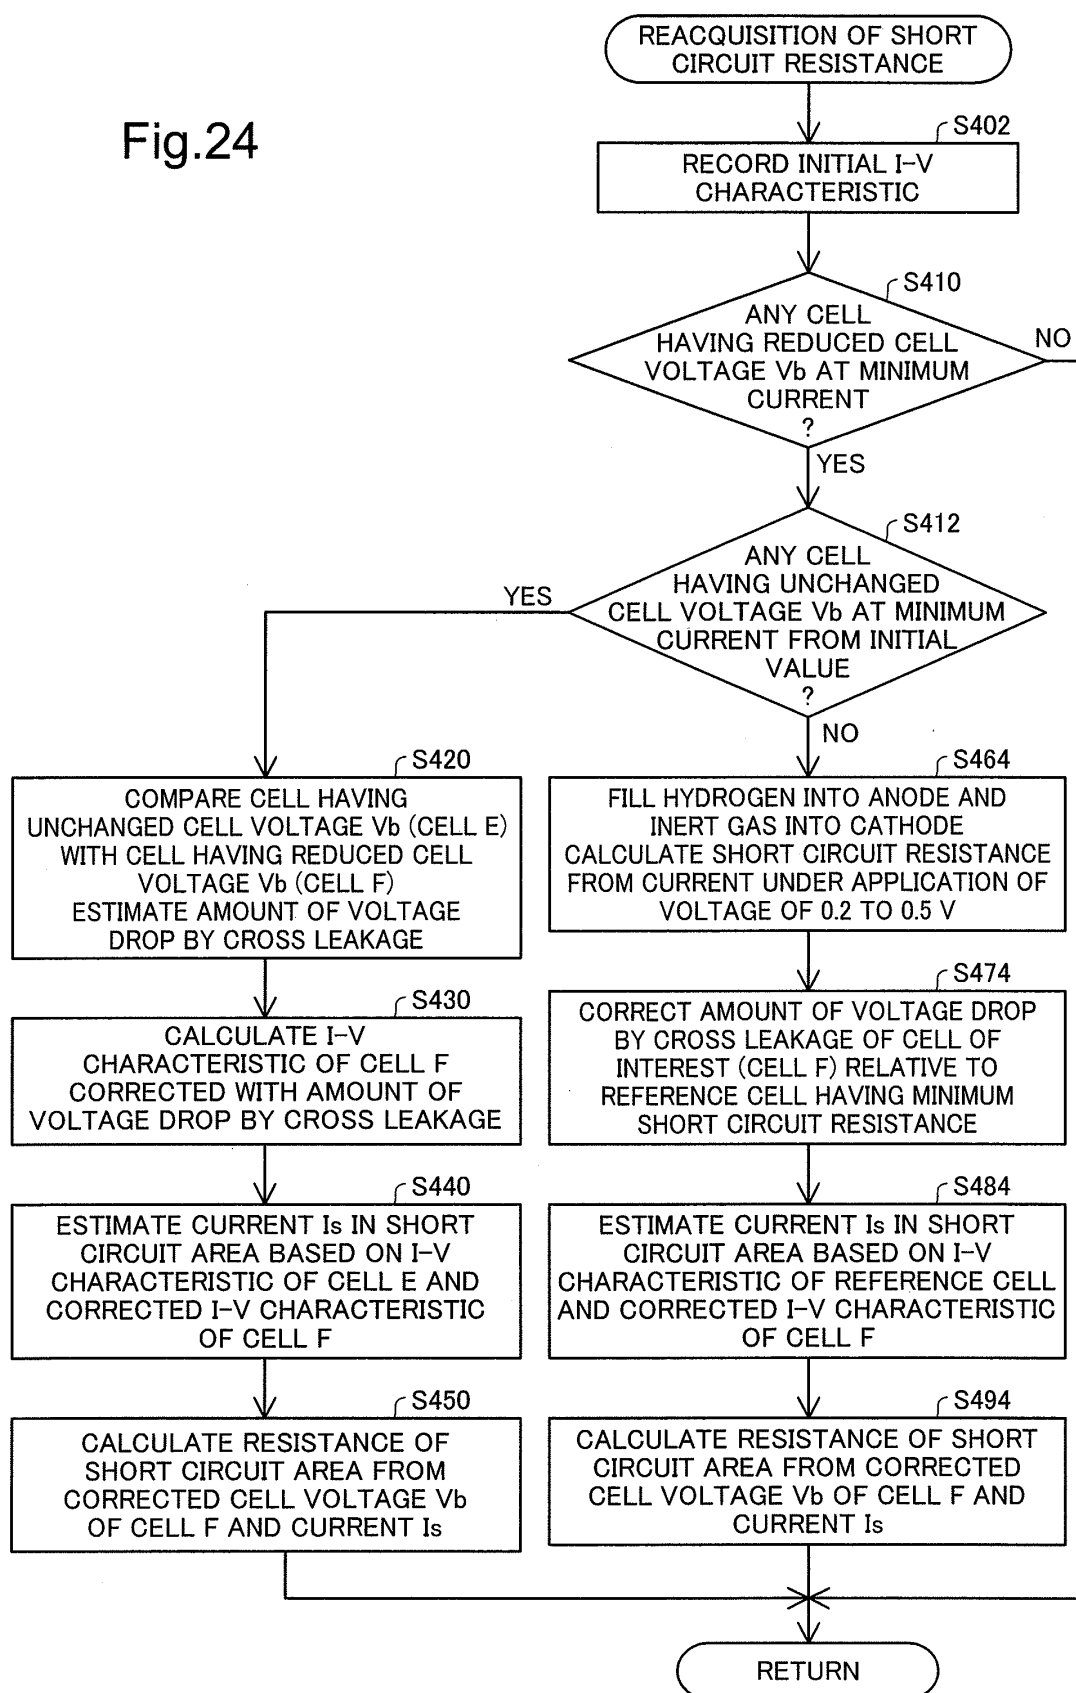 Fig.24
REACQUISITION OF SHORT
CIRCUIT RESISTANCE
S402
RECORD INITIAL I-V
CHARACTERISTIC
S410
ANY CELL
HAVING REDUCED CELL
VOLTAGE Vb AT MINIMUM
CURRENT
?
NO
YES
S412
ANY CELL
HAVING UNCHANGED
CELL VOLTAGE Vb AT MINIMUM
CURRENT FROM INITIAL
VALUE
?
YES
NO
S420
COMPARE CELL HAVING
UNCHANGED CELL VOLTAGE Vb (CELL E)
WITH CELL HAVING REDUCED CELL
VOLTAGE Vb (CELL F)
ESTIMATE AMOUNT OF VOLTAGE
DROP BY CROSS LEAKAGE
S430
CALCULATE I-V
CHARACTERISTIC OF CELL F
CORRECTED WITH AMOUNT OF
VOLTAGE DROP BY CROSS LEAKAGE
S440
ESTIMATE CURRENT Is IN SHORT
CIRCUIT AREA BASED ON I-V
CHARACTERISTIC OF CELL E AND
CORRECTED I-V CHARACTERISTIC
OF CELL F
S450
CALCULATE RESISTANCE OF
SHORT CIRCUIT AREA FROM
CORRECTED CELL VOLTAGE Vb
OF CELL F AND CURRENT Is
S464
FILL HYDROGEN INTO ANODE AND
INERT GAS INTO CATHODE
CALCULATE SHORT CIRCUIT RESISTANCE
FROM CURRENT UNDER APPLICATION OF
VOLTAGE OF 0.2 TO 0.5 V
S474
CORRECT AMOUNT OF VOLTAGE DROP
BY CROSS LEAKAGE OF CELL OF
INTEREST (CELL F) RELATIVE TO
REFERENCE CELL HAVING MINIMUM
SHORT CIRCUIT RESISTANCE
S484
ESTIMATE CURRENT Is IN SHORT
CIRCUIT AREA BASED ON I-V
CHARACTERISTIC OF REFERENCE CELL
AND CORRECTED I-V CHARACTERISTIC
OF CELL F
S494
CALCULATE RESISTANCE OF SHORT
CIRCUIT AREA FROM CORRECTED
CELL VOLTAGE Vb OF CELL F AND
CURRENT Is
RETURN